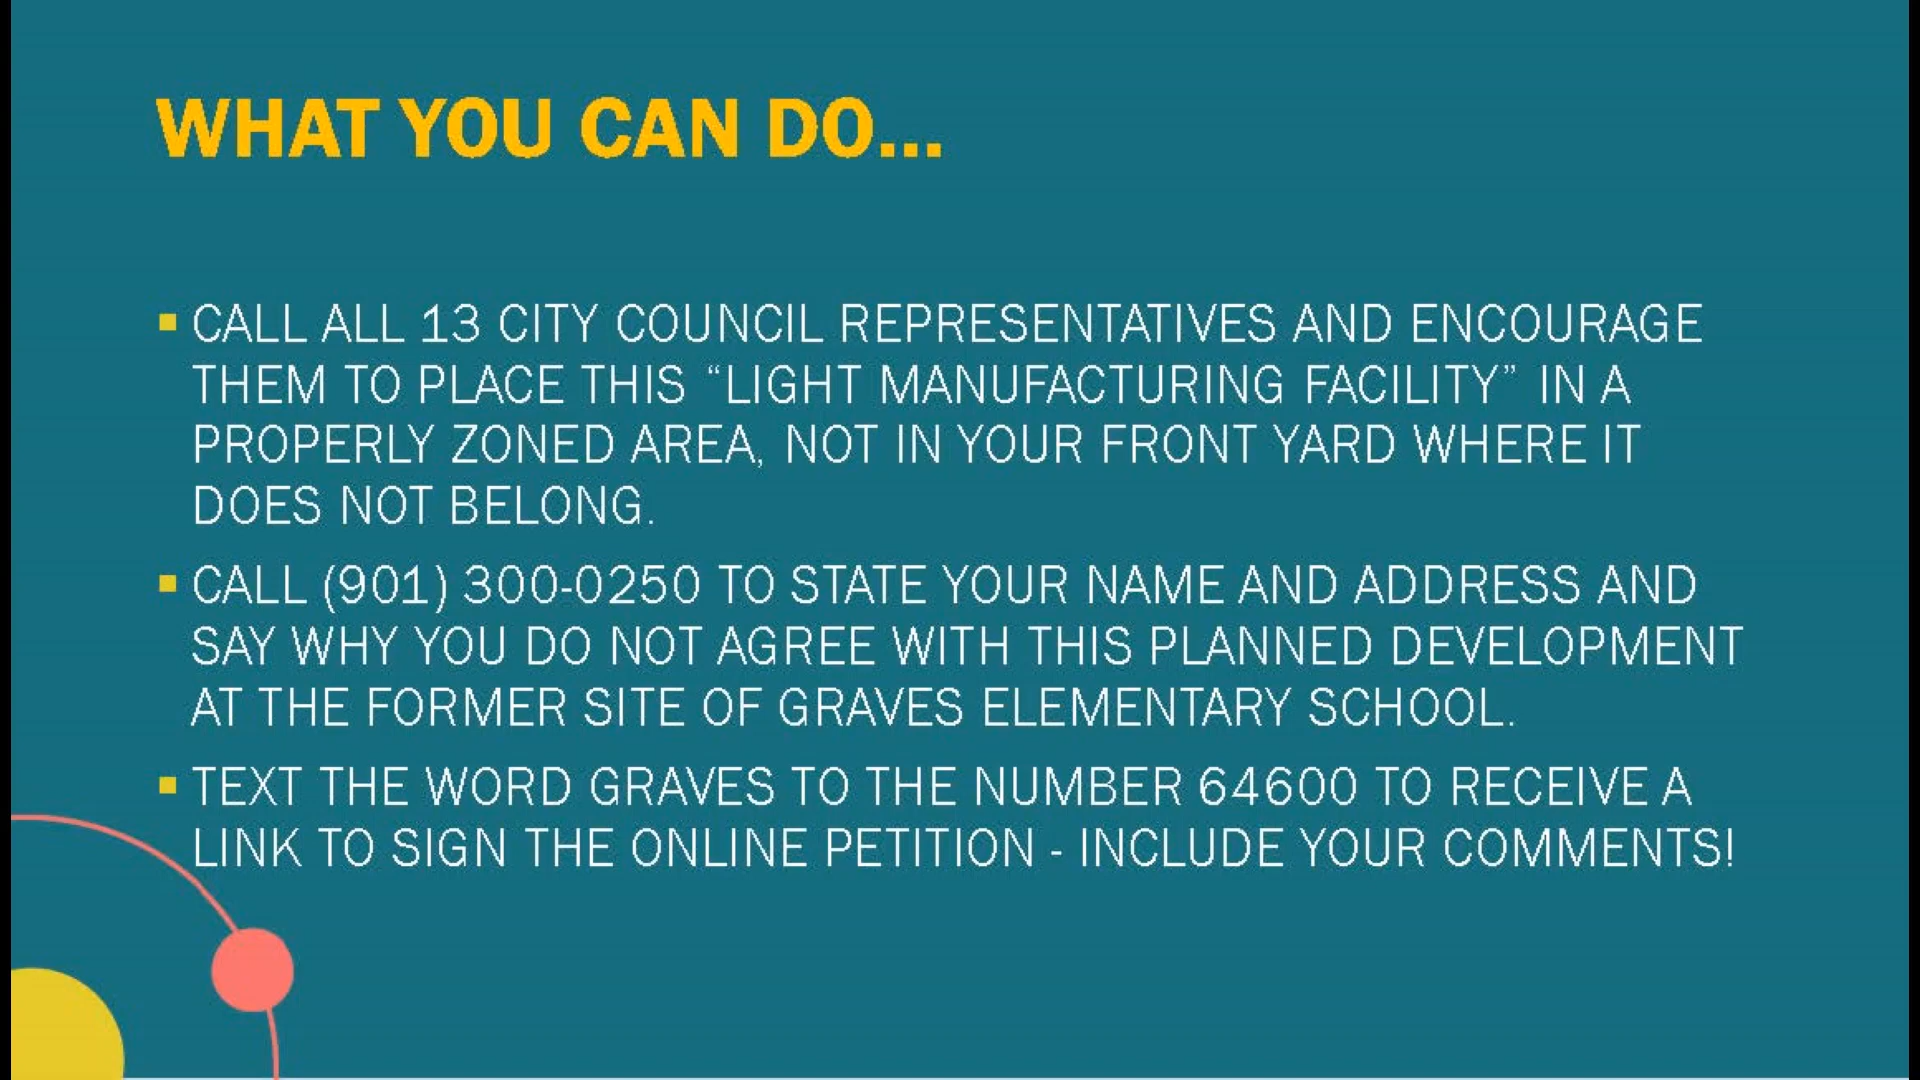 WHAT YOU CAN DO...
▪ CALL ALL 13 CITY COUNCIL REPRESENTATIVES AND ENCOURAGE
THEM TO PLACE THIS “LIGHT MANUFACTURING FACILITY” IN A
PROPERLY ZONED AREA, NOT IN YOUR FRONT YARD WHERE IT
DOES NOT BELONG.
▪ CALL (901) 300-0250 TO STATE YOUR NAME AND ADDRESS AND
SAY WHY YOU DO NOT AGREE WITH THIS PLANNED DEVELOPMENT
AT THE FORMER SITE OF GRAVES ELEMENTARY SCHOOL.
▪ TEXT THE WORD GRAVES TO THE NUMBER 64600 TO RECEIVE A
LINK TO SIGN THE ONLINE PETITION - INCLUDE YOUR COMMENTS!